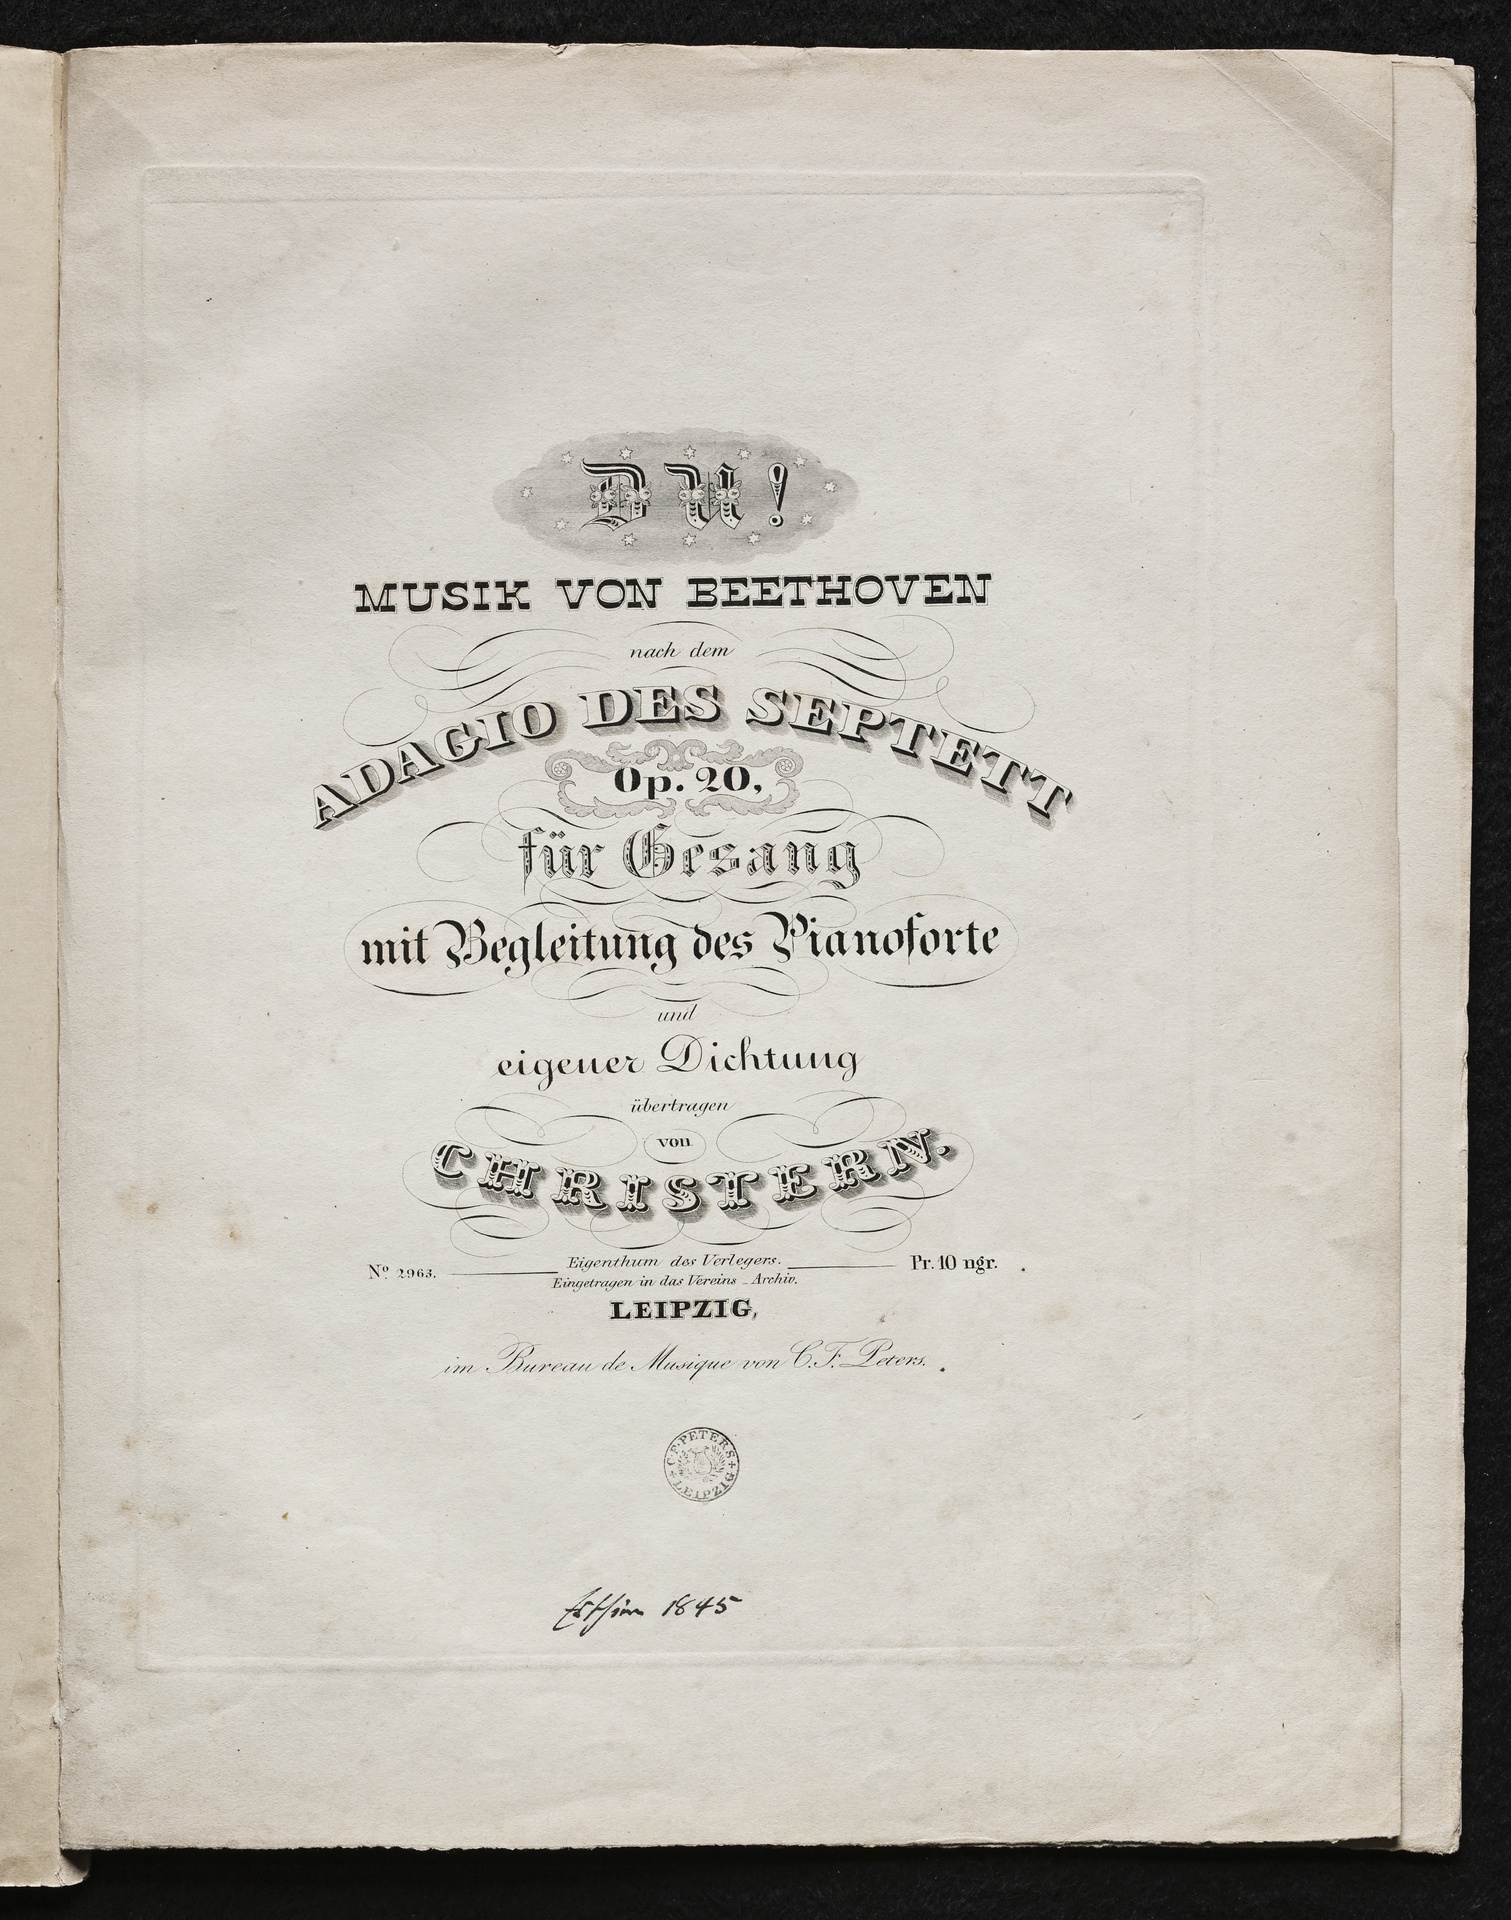 DU!
MUSIK VON BEETHOVEN
nach dem
ADAGIO DES SEPTETT
Op. 20,
für Gesang
mit Begleitung des Pianoforte
und
eigener Dichtung
übertragen
von
CHRISTERN.
Eigenthum des Verlegers.
No 2963. Pr. 10 ngr.
Eingetragen in das Vereins-Archiv.
LEIPZIG,
im Bureau de Musique von C. F. Peters.
C. F. PETERS LEIPZIG
1845